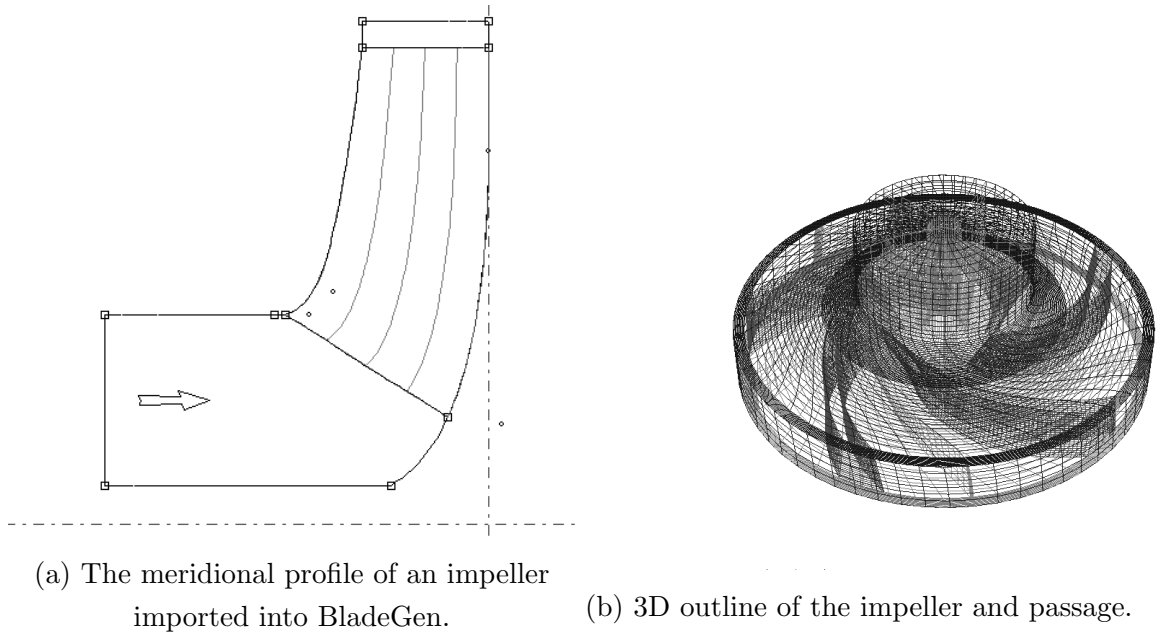 (a) The meridional profile of an impeller
imported into BladeGen.
(b) 3D outline of the impeller and passage.